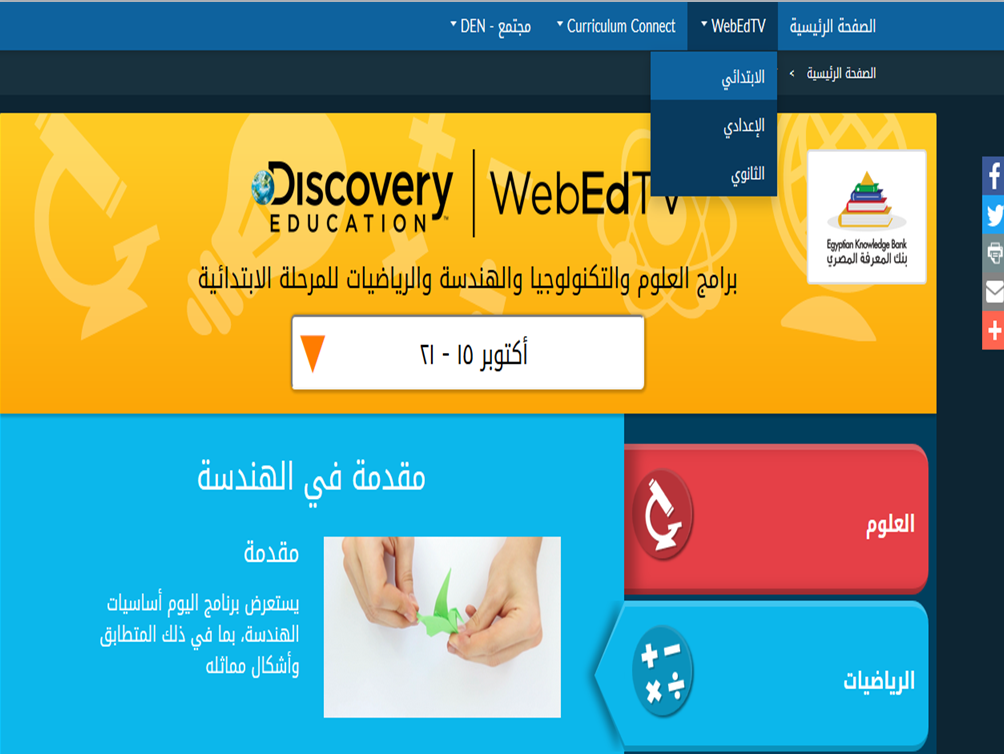 الصفحة الرئيسية
WebEdTV
Curriculum Connect
مجتمع - DEN
الصفحة الرئيسية >
الابتدائي
الإعدادي
الثانوي
Egyptian Knowledge Bank
بنك المعرفة المصري
DISCOVERY
EDUCATION™
WebEdTV
برامج العلوم والتكنولوجيا والهندسة والرياضيات للمرحلة الابتدائية
أكتوبر ١٥ - ٢١
العلوم
الرياضيات
مقدمة في الهندسة
مقدمة
يستعرض برنامج اليوم أساسيات
الهندسة، بما في ذلك المتطابق
وأشكال مماثله